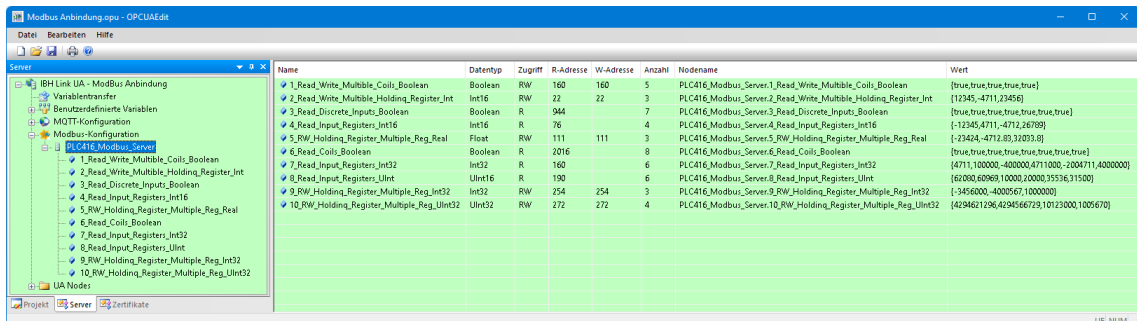 Modbus Anbindung.opu - OPCUAEdit
Datei Bearbeiten Hilfe
Server
IBH Link UA - ModBus Anbindung
Variablentransfer
Benutzerdefinierte Variablen
MQTT-Konfiguration
Modbus-Konfiguration
PLC416_Modbus_Server
1_Read_Write_Multible_Coils_Boolean
2_Read_Write_Multible_Holding_Register_Int
3_Read_Discrete_Inputs_Boolean
4_Read_Input_Registers_Int16
5_RW_Holding_Register_Multiple_Reg_Real
6_Read_Coils_Boolean
7_Read_Input_Registers_Int32
8_Read_Input_Registers_UInt
9_RW_Holding_Register_Multiple_Reg_Int32
10_RW_Holding_Register_Multiple_Reg_UInt32
UA Nodes
Projekt Server Zertifikate
Name Datentyp Zugriff R-Adresse W-Adresse Anzahl Nodename Wert
1_Read_Write_Multible_Coils_Boolean Boolean RW 160 160 5 PLC416_Modbus_Server.1_Read_Write_Multible_Coils_Boolean {true,true,true,true,true}
2_Read_Write_Multible_Holding_Register_Int Int16 RW 22 22 3 PLC416_Modbus_Server.2_Read_Write_Multible_Holding_Register_Int {12345,-4711,23456}
3_Read_Discrete_Inputs_Boolean Boolean R 944 7 PLC416_Modbus_Server.3_Read_Discrete_Inputs_Boolean {true,true,true,true,true,true,true}
4_Read_Input_Registers_Int16 Int16 R 76 4 PLC416_Modbus_Server.4_Read_Input_Registers_Int16 {-12345,4711,-4712,26789}
5_RW_Holding_Register_Multiple_Reg_Real Float RW 111 111 3 PLC416_Modbus_Server.5_RW_Holding_Register_Multiple_Reg_Real {-23424,-4712.83,32033.8}
6_Read_Coils_Boolean Boolean R 2016 8 PLC416_Modbus_Server.6_Read_Coils_Boolean {true,true,true,true,true,true,true,true}
7_Read_Input_Registers_Int32 Int32 R 160 6 PLC416_Modbus_Server.7_Read_Input_Registers_Int32 {4711,100000,-400000,4711000,-2004711,4000000}
8_Read_Input_Registers_UInt UInt16 R 190 6 PLC416_Modbus_Server.8_Read_Input_Registers_UInt {62080,60969,10000,20000,35536,31500}
9_RW_Holding_Register_Multiple_Reg_Int32 Int32 RW 254 254 3 PLC416_Modbus_Server.9_RW_Holding_Register_Multiple_Reg_Int32 {-3456000,-4000567,1000000}
10_RW_Holding_Register_Multiple_Reg_UInt32 UInt32 RW 272 272 4 PLC416_Modbus_Server.10_RW_Holding_Register_Multiple_Reg_UInt32 {4294621296,4294566729,10123000,1005670}
NUM